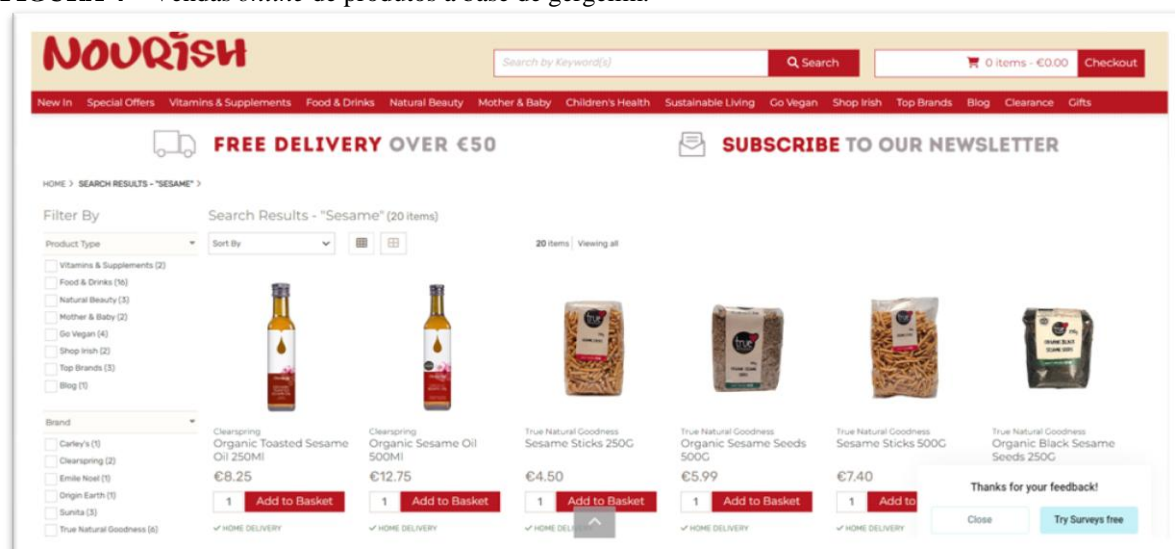 NOURISH
Search by Keyword(s)
Search
0 items - €0.00
Checkout
New In Special Offers Vitamins & Supplements Food & Drinks Natural Beauty Mother & Baby Children's Health Sustainable Living Go Vegan Shop Irish Top Brands Blog Clearance Gifts
FREE DELIVERY OVER €50
SUBSCRIBE TO OUR NEWSLETTER
HOME > SEARCH RESULTS - "SESAME" >
Filter By
Search Results - "Sesame" (20 items)
Product Type
Sort By
20 items Viewing all
Vitamins & Supplements (2)
Food & Drinks (16)
Natural Beauty (3)
Mother & Baby (2)
Go Vegan (4)
Shop Irish (2)
Top Brands (3)
Blog (1)
Brand
Carley's (1)
Clearspring (2)
Emile Noel (1)
Origin Earth (1)
Sunita (3)
True Natural Goodness (6)
Clearspring
Organic Toasted Sesame
Oil 250Ml
€8.25
1 Add to Basket
HOME DELIVERY
Clearspring
Organic Sesame Oil
500Ml
€12.75
1 Add to Basket
HOME DELIVERY
True Natural Goodness
Sesame Sticks 250G
€4.50
1 Add to Basket
HOME
True Natural Goodness
Organic Sesame Seeds
500G
€5.99
1 Add to Basket
HOME DELIVERY
True Natural Goodness
Sesame Sticks 500G
€7.40
1 Add to
HOME DELIVERY
True Natural Goodness
Organic Black Sesame
Seeds 250G
Thanks for your feedback!
Close
Try Surveys free